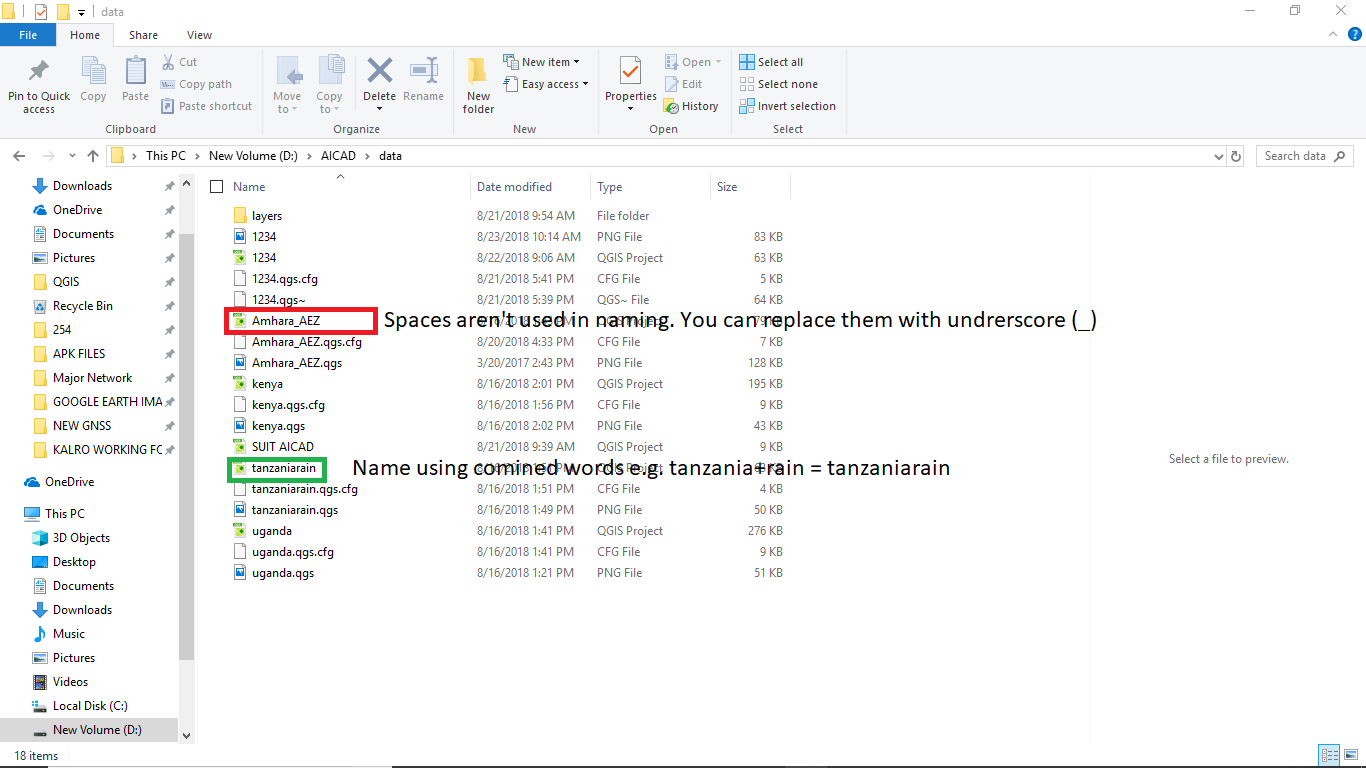 data
File Home Share View
Pin to Quick access
Copy
Paste
Cut
Copy path
Paste shortcut
Clipboard
Move to
Copy to
Delete
Rename
Organize
New folder
New item
Easy access
New
Properties
Open
Edit
History
Open
Select all
Select none
Invert selection
Select
This PC > New Volume (D:) > AICAD > data
Search data
Downloads
OneDrive
Documents
Pictures
QGIS
Recycle Bin
254
APK FILES
Major Network
GOOGLE EARTH IMA
NEW GNSS
KALRO WORKING FO
OneDrive
This PC
3D Objects
Desktop
Documents
Downloads
Music
Pictures
Videos
Local Disk (C:)
New Volume (D:)
Name Date modified Type Size
layers 8/21/2018 9:54 AM File folder
1234 8/23/2018 10:14 AM PNG File 83 KB
1234 8/22/2018 9:06 AM QGIS Project 63 KB
1234.qgs.cfg 8/21/2018 5:41 PM CFG File 5 KB
1234.qgs~ 8/21/2018 5:39 PM QGS~ File 64 KB
Amhara_AEZ Spaces aren't used in naming. You can replace them with undrerscore (_)
Amhara_AEZ.qgs.cfg 8/20/2018 4:33 PM CFG File 7 KB
Amhara_AEZ.qgs 3/20/2017 2:43 PM PNG File 128 KB
kenya 8/16/2018 2:01 PM QGIS Project 195 KB
kenya.qgs.cfg 8/16/2018 1:56 PM CFG File 9 KB
kenya.qgs 8/16/2018 2:02 PM PNG File 43 KB
SUIT AICAD 8/21/2018 9:39 AM QGIS Project 9 KB
tanzaniarain Name using conmined words e.g. tanzania+rain = tanzaniarain
tanzaniarain.qgs.cfg 8/16/2018 1:51 PM CFG File 4 KB
tanzaniarain.qgs 8/16/2018 1:49 PM PNG File 50 KB
uganda 8/16/2018 1:41 PM QGIS Project 276 KB
uganda.qgs.cfg 8/16/2018 1:41 PM CFG File 9 KB
uganda.qgs 8/16/2018 1:21 PM PNG File 51 KB
Select a file to preview.
18 items